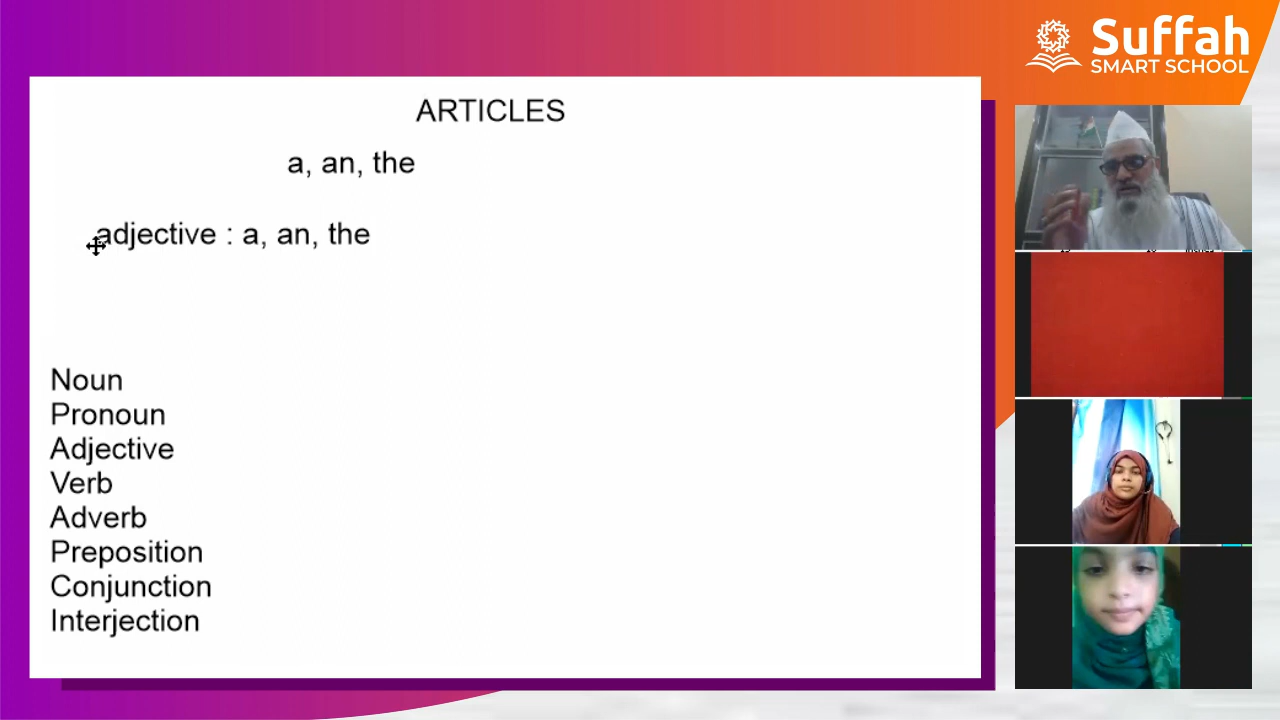 Suffah
SMART SCHOOL
ARTICLES
a, an, the
adjective : a, an, the
Noun
Pronoun
Adjective
Verb
Adverb
Preposition
Conjunction
Interjection